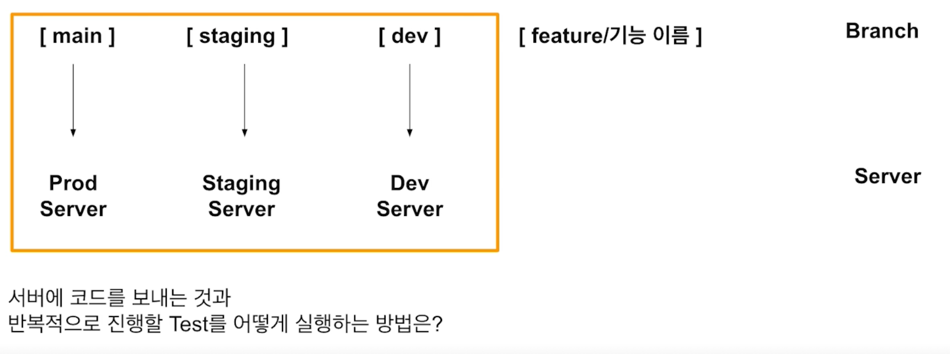 [ main ] [ staging ] [ dev ] [ feature/기능 이름 ] Branch
Prod Server Staging Server Dev Server Server
서버에 코드를 보내는 것과
반복적으로 진행할 Test를 어떻게 실행하는 방법은?